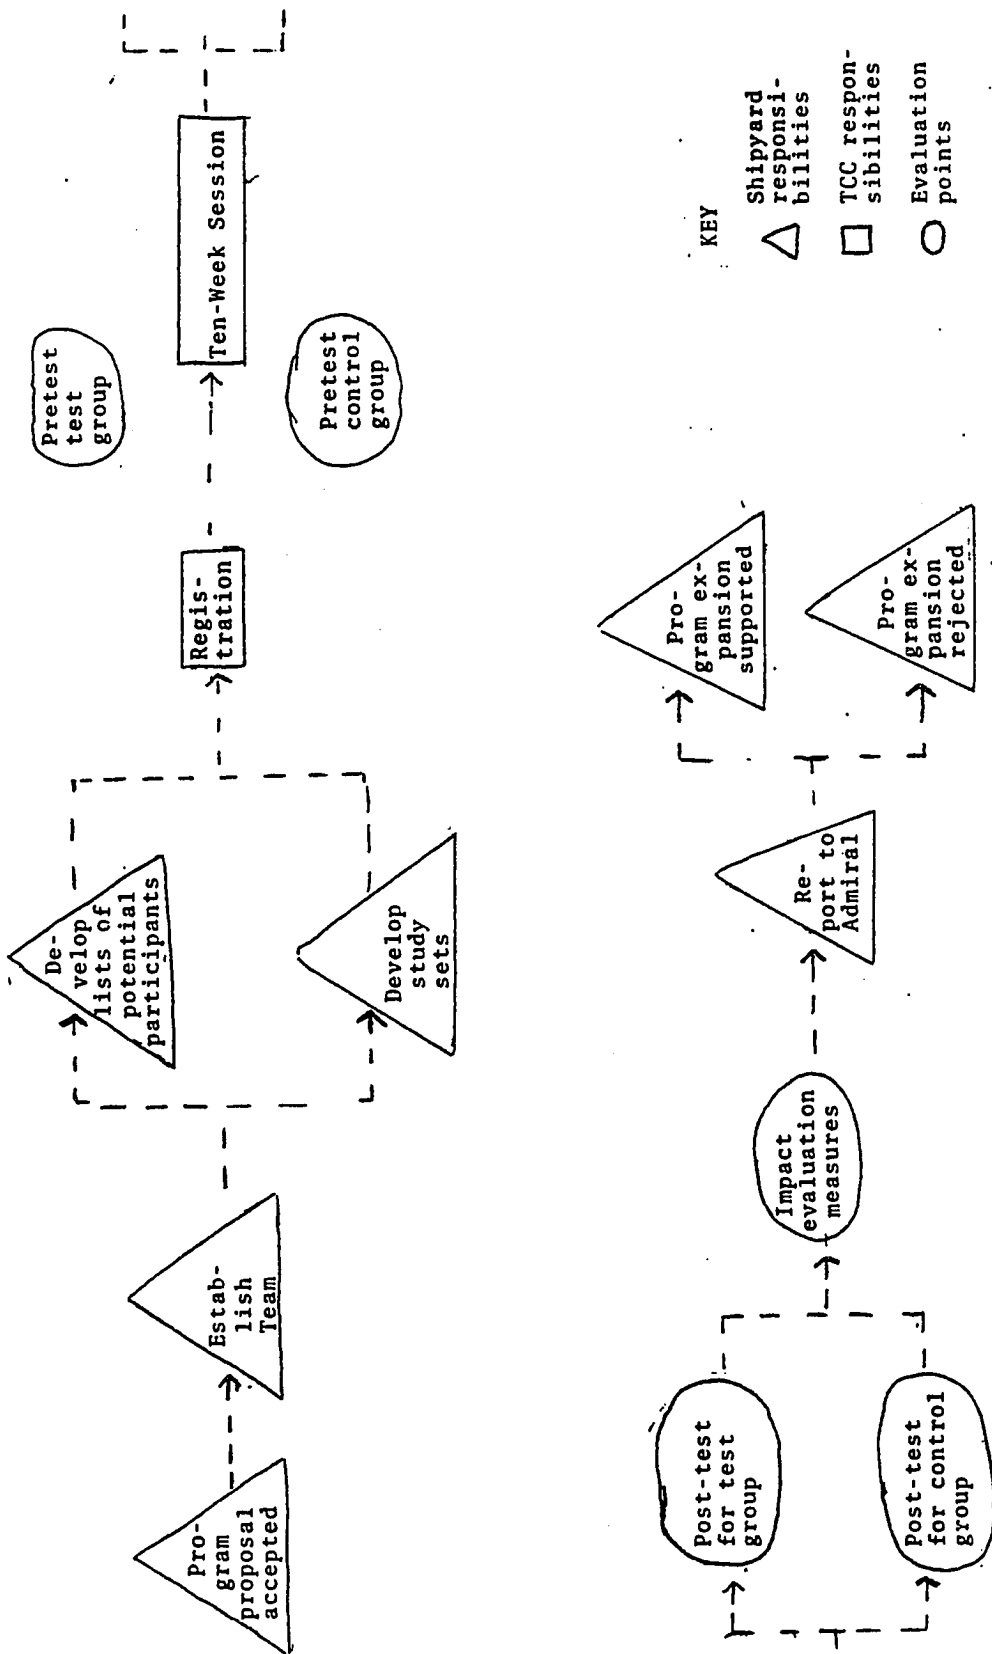 Pro-
gram
proposal
accepted
Estab-
lish
Team
De-
velop
lists of
potential
participants
Develop
study
sets
Regis-
tration
Pretest
test
group
Ten-Week Session
Pretest
control
group
Post-test
for test
group
Post-test
for control
group
Impact
evaluation
measures
Re-
port to
Admiral
Pro-
gram ex-
pansion
supported
Pro-
gram ex-
pansion
rejected
KEY
Shipyard
responsi-
bilities
TCC respon-
sibilities
Evaluation
points